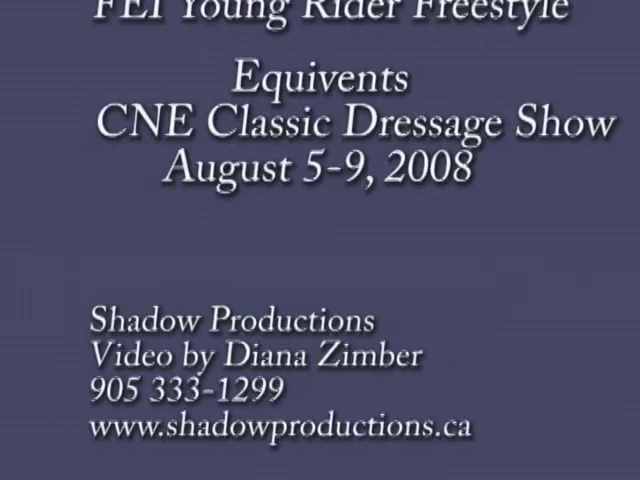 FEI Young Rider Freestyle
Equivents
CNE Classic Dressage Show
August 5-9, 2008
Shadow Productions
Video by Diana Zimber
905 333-1299
www.shadowproductions.ca